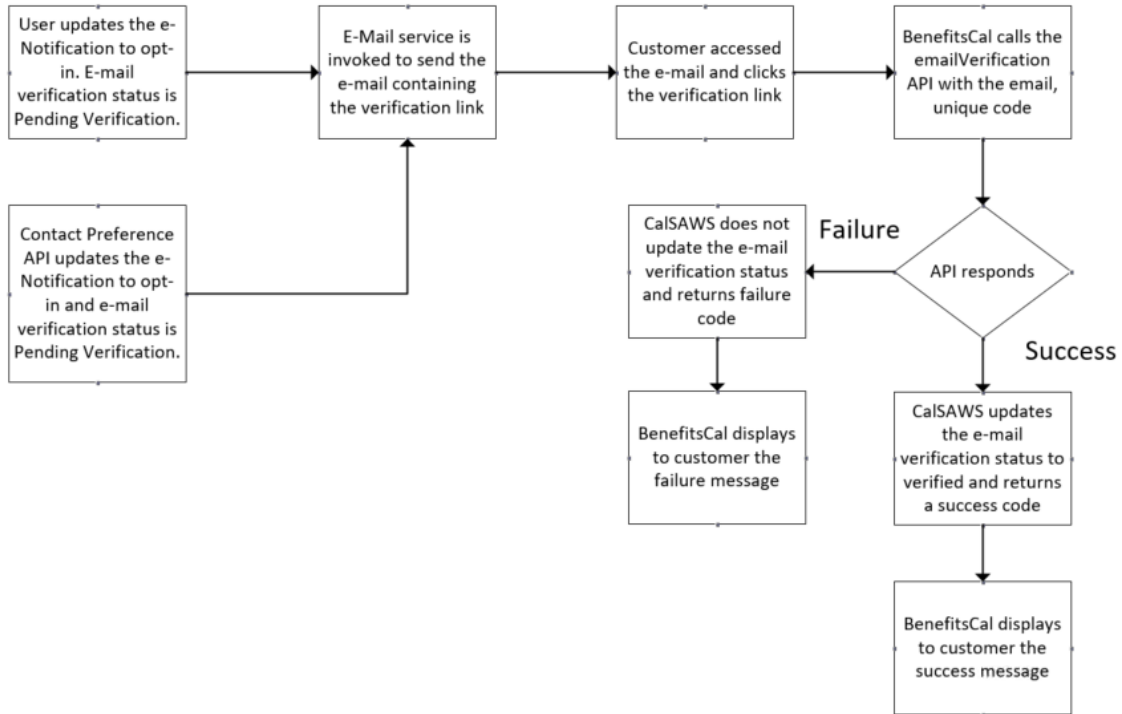 User updates the e-
Notification to opt-
in. E-mail
verification status is
Pending Verification.
E-Mail service is
invoked to send the
e-mail containing
the verification link
Customer accessed
the e-mail and clicks
the verification link
BenefitsCal calls the
emailVerification
API with the email,
unique code
Contact Preference
API updates the e-
Notification to opt-
in and e-mail
verification status is
Pending Verification.
CalSAWS does not
update the e-mail
verification status
and returns failure
code
Failure
API responds
Success
BenefitsCal displays
to customer the
failure message
CalSAWS updates
the e-mail
verification status to
verified and returns
a success code
BenefitsCal displays
to customer the
success message